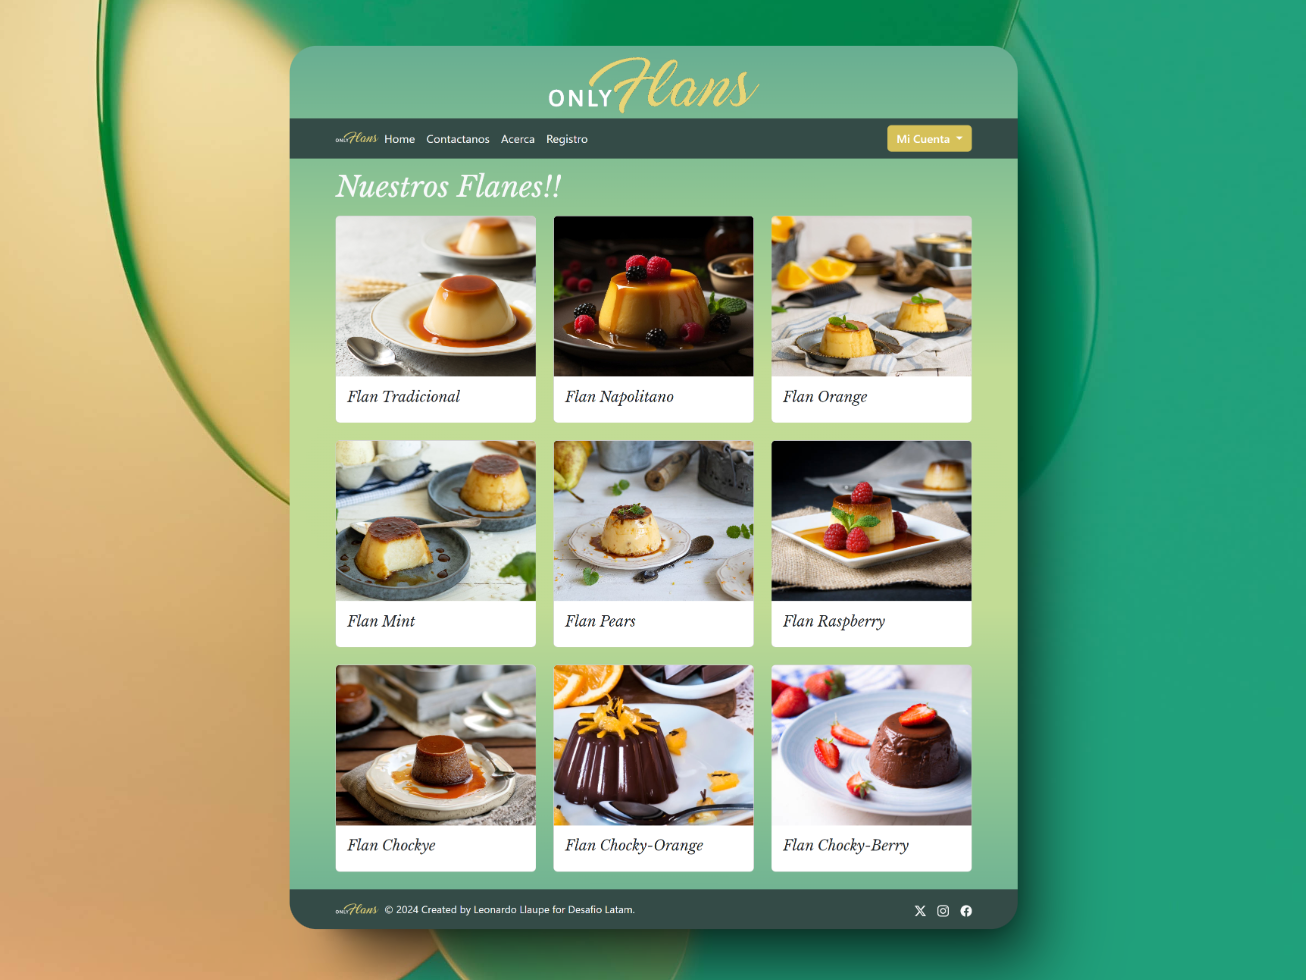 ONLY Flans
ONLY Flans Home Contactanos Acerca Registro Mi Cuenta
Nuestros Flanes!!
Flan Tradicional Flan Napolitano Flan Orange
Flan Mint Flan Pears Flan Raspberry
Flan Chockye Flan Chocky-Orange Flan Chocky-Berry
ONLY Flans © 2024 Created by Leonardo Llaupe for Desafio Latam.